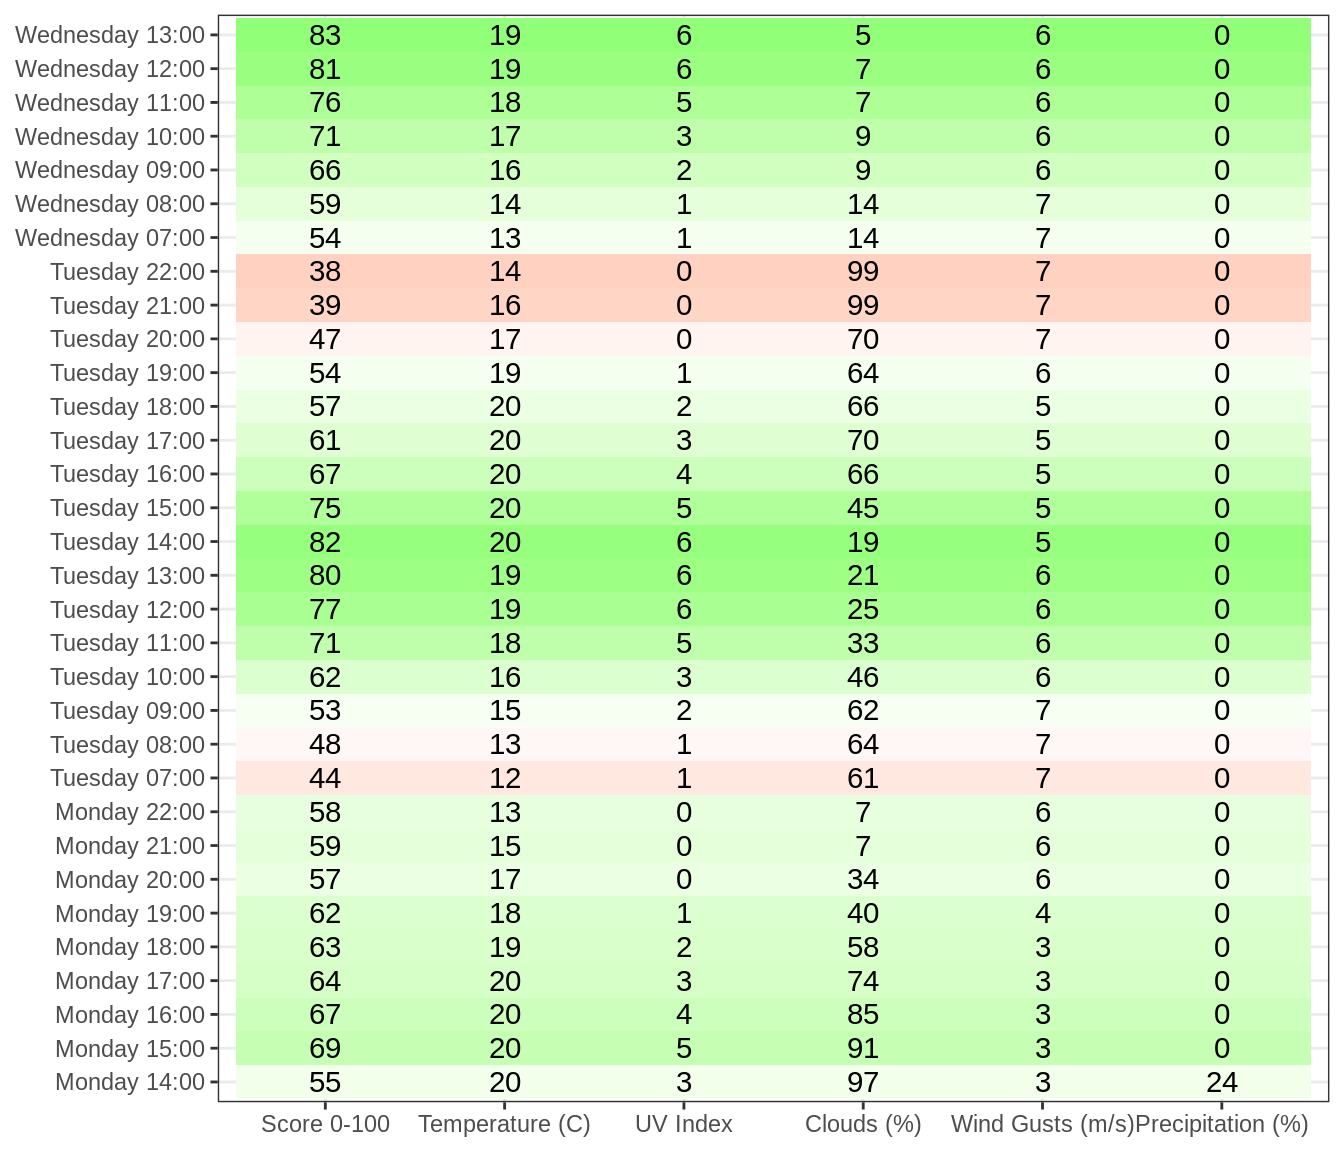 Wednesday 13:00 83 19 6 5 6 0
Wednesday 12:00 81 19 6 7 6 0
Wednesday 11:00 76 18 5 7 6 0
Wednesday 10:00 71 17 3 9 6 0
Wednesday 09:00 66 16 2 9 6 0
Wednesday 08:00 59 14 1 14 7 0
Wednesday 07:00 54 13 1 14 7 0
Tuesday 22:00 38 14 0 99 7 0
Tuesday 21:00 39 16 0 99 7 0
Tuesday 20:00 47 17 0 70 7 0
Tuesday 19:00 54 19 1 64 6 0
Tuesday 18:00 57 20 2 66 5 0
Tuesday 17:00 61 20 3 70 5 0
Tuesday 16:00 67 20 4 66 5 0
Tuesday 15:00 75 20 5 45 5 0
Tuesday 14:00 82 20 6 19 5 0
Tuesday 13:00 80 19 6 21 6 0
Tuesday 12:00 77 19 6 25 6 0
Tuesday 11:00 71 18 5 33 6 0
Tuesday 10:00 62 16 3 46 6 0
Tuesday 09:00 53 15 2 62 7 0
Tuesday 08:00 48 13 1 64 7 0
Tuesday 07:00 44 12 1 61 7 0
Monday 22:00 58 13 0 7 6 0
Monday 21:00 59 15 0 7 6 0
Monday 20:00 57 17 0 34 6 0
Monday 19:00 62 18 1 40 4 0
Monday 18:00 63 19 2 58 3 0
Monday 17:00 64 20 3 74 3 0
Monday 16:00 67 20 4 85 3 0
Monday 15:00 69 20 5 91 3 0
Monday 14:00 55 20 3 97 3 24
Score 0-100 Temperature (C) UV Index Clouds (%) Wind Gusts (m/s) Precipitation (%)